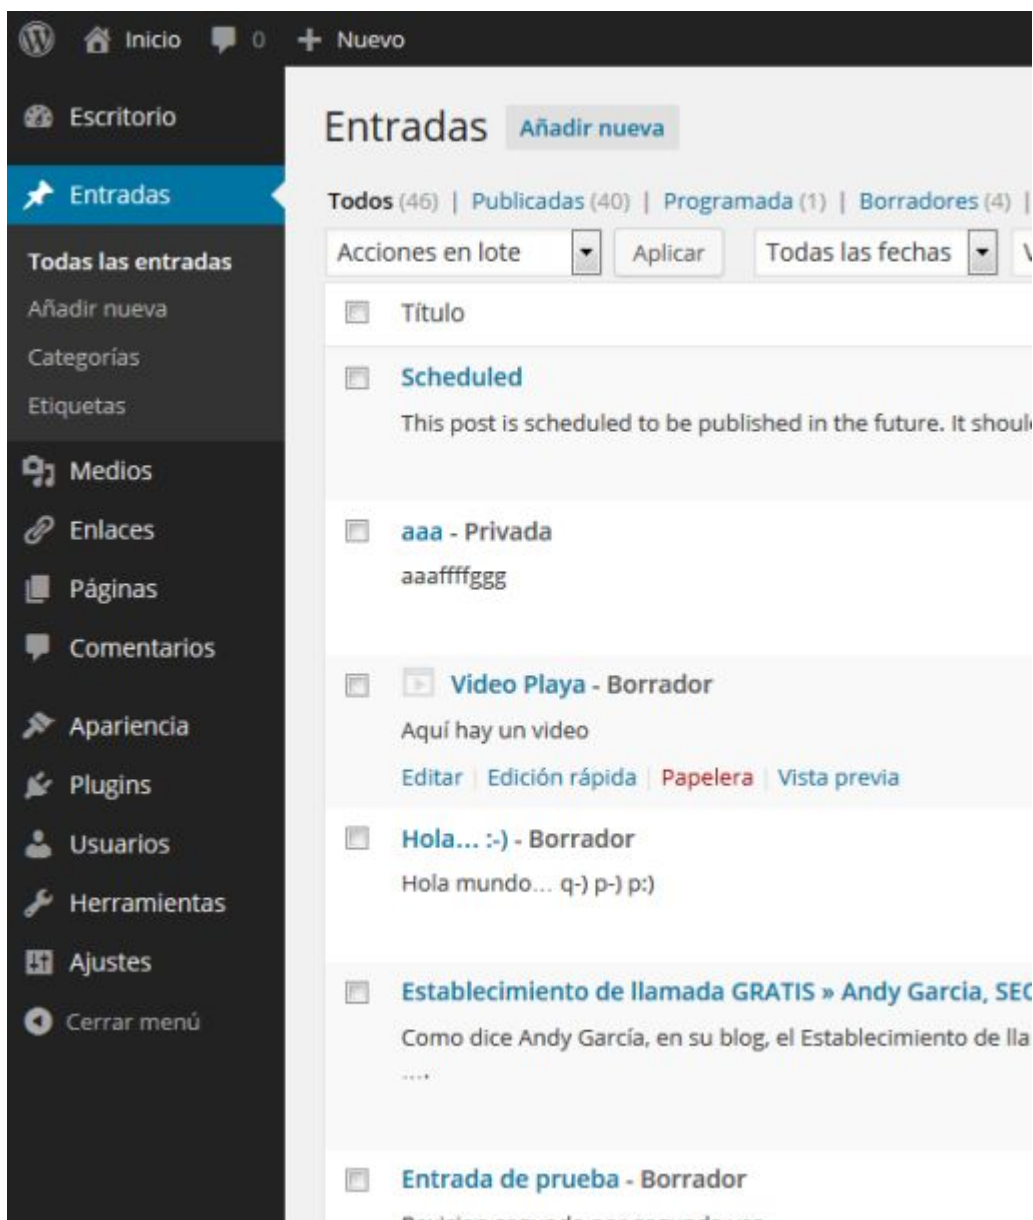 Inicio 0 Nuevo
Escritorio
Entradas
Todas las entradas
Añadir nueva
Categorías
Etiquetas
Medios
Enlaces
Páginas
Comentarios
Apariencia
Plugins
Usuarios
Herramientas
Ajustes
Cerrar menú
Entradas Añadir nueva
Todos (46) | Publicadas (40) | Programada (1) | Borradores (4) |
Acciones en lote Aplicar Todas las fechas
Título
Scheduled
This post is scheduled to be published in the future. It should
aaa - Privada
aaaffffggg
Video Playa - Borrador
Aquí hay un video
Editar | Edición rápida | Papelera | Vista previa
Hola... :-) - Borrador
Hola mundo... q-) p-) p:)
Establecimiento de llamada GRATIS » Andy Garcia, SEO
Como dice Andy García, en su blog, el Establecimiento de lla
....
Entrada de prueba - Borrador